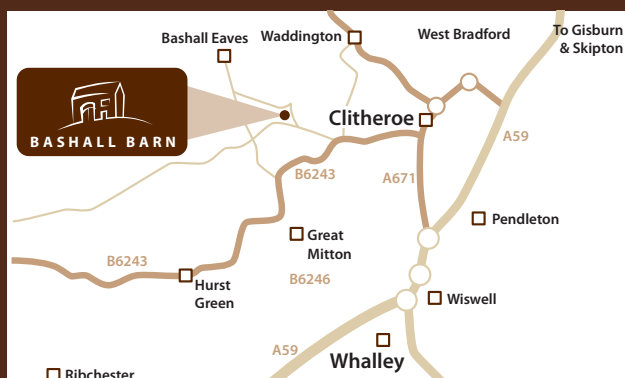 To Gisburn
& Skipton
West Bradford
Waddington
Bashall Eaves
BASHALL BARN
Clitheroe
A59
B6243
A671
Pendleton
Great
Mitton
B6243
B6246
Hurst
Green
Wiswell
A59
Whalley
Ribchester